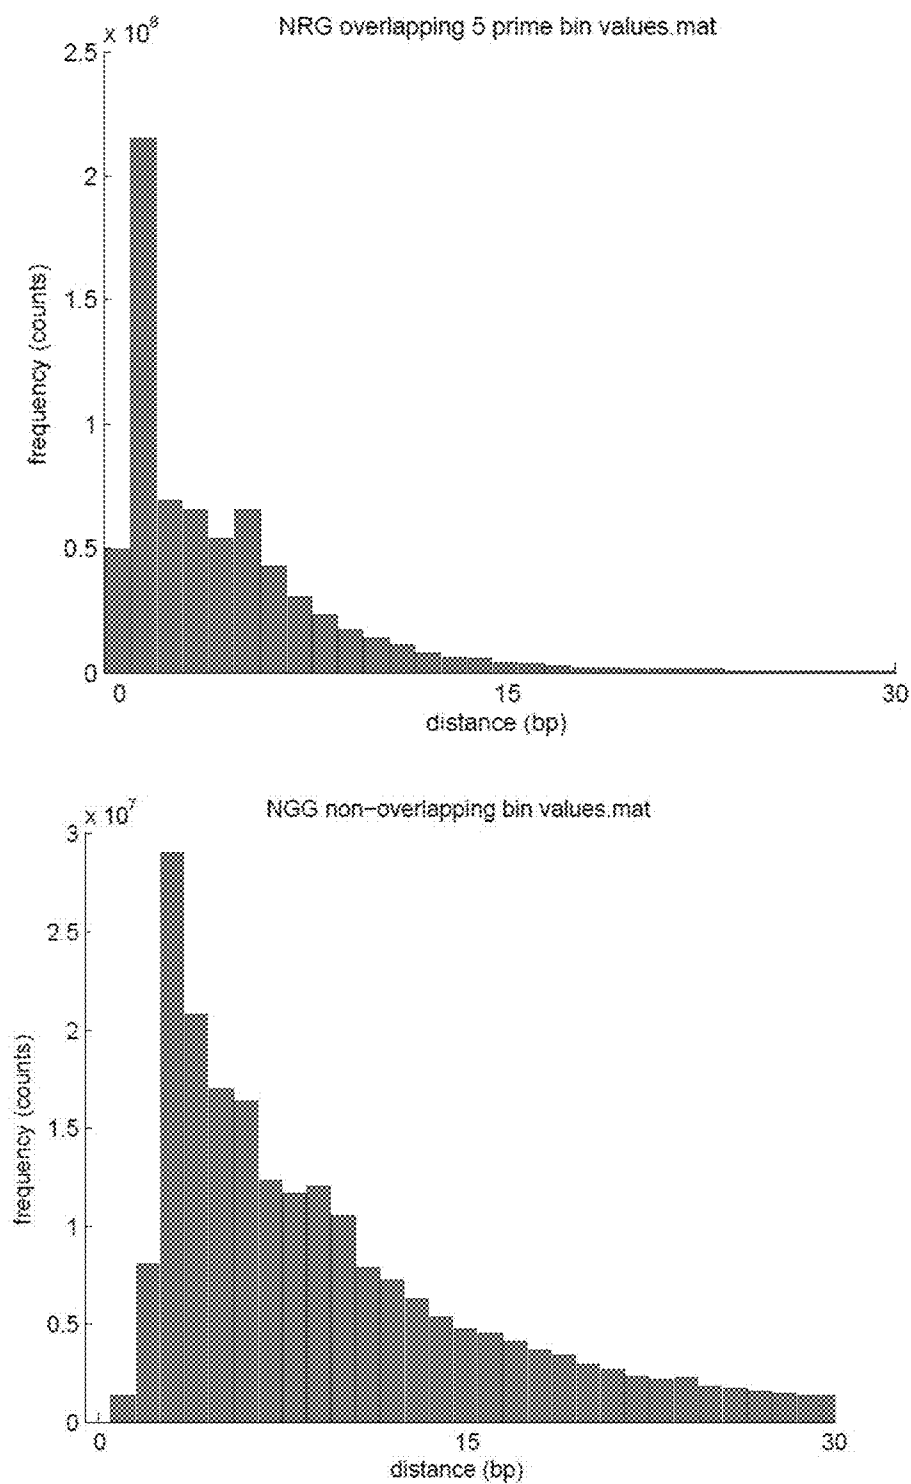 x 10^8
NRG overlapping 5 prime bin values.mat
2.5
2
1.5
1
0.5
0
frequency (counts)
0 15 30
distance (bp)
x 10^7
NGG non-overlapping bin values.mat
3
2.5
2
1.5
1
0.5
0
frequency (counts)
0 15 30
distance (bp)